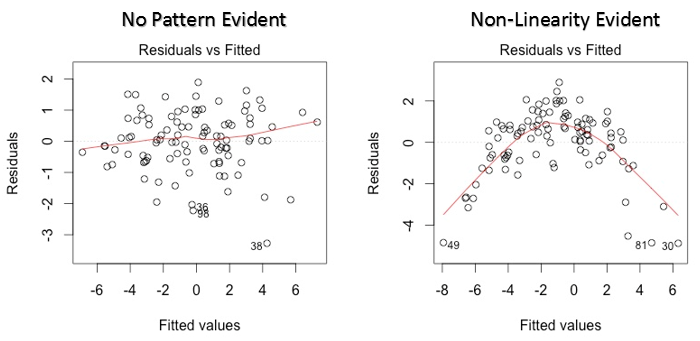 No Pattern Evident
Residuals vs Fitted
Residuals
2
1
0
-1
-2
-3
36
98
38
-6 -4 -2 0 2 4 6
Fitted values
Non-Linearity Evident
Residuals vs Fitted
Residuals
2
0
-2
-4
49
81
30
-8 -6 -4 -2 0 2 4 6
Fitted values